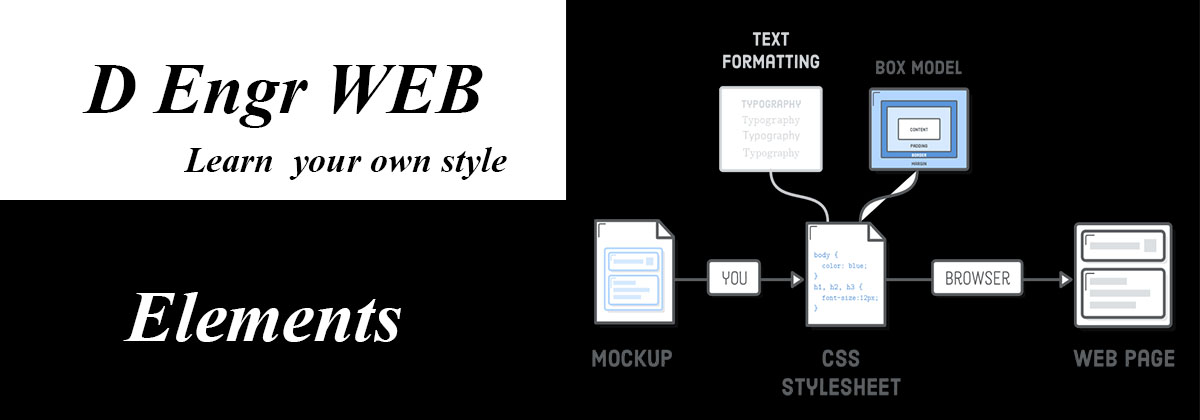 D Engr WEB
Learn your own style
Elements
TEXT
FORMATTING
BOX MODEL
TYPOGRAPHY
Typography
Typography
Typography
CONTENT
PADDING
BORDER
MARGIN
body {
color: blue;
}
h1, h2, h3 {
font-size:12px;
}
YOU
BROWSER
MOCKUP
CSS
STYLESHEET
WEB PAGE